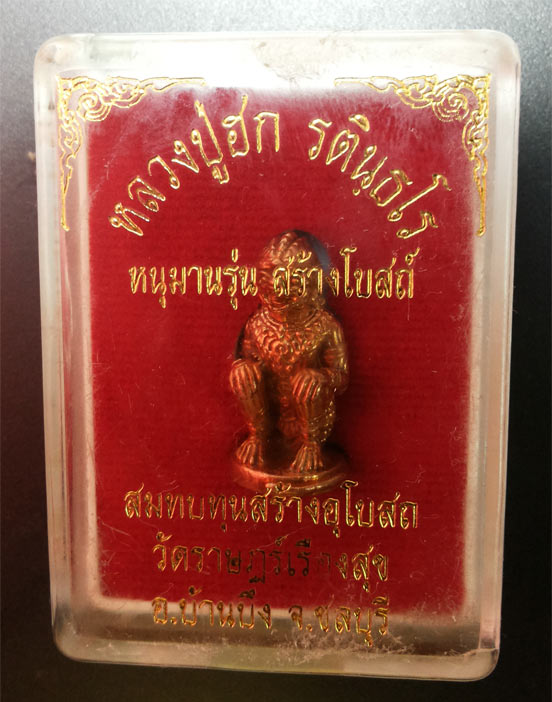 หลวงปู่ฮก รตินฺธโร
หนุมานรุ่น สร้างโบสถ์
สมทบทุนสร้างอุโบสถ
วัดราษฎร์เรืองสุข
อ.บ้านบึง จ.ชลบุรี